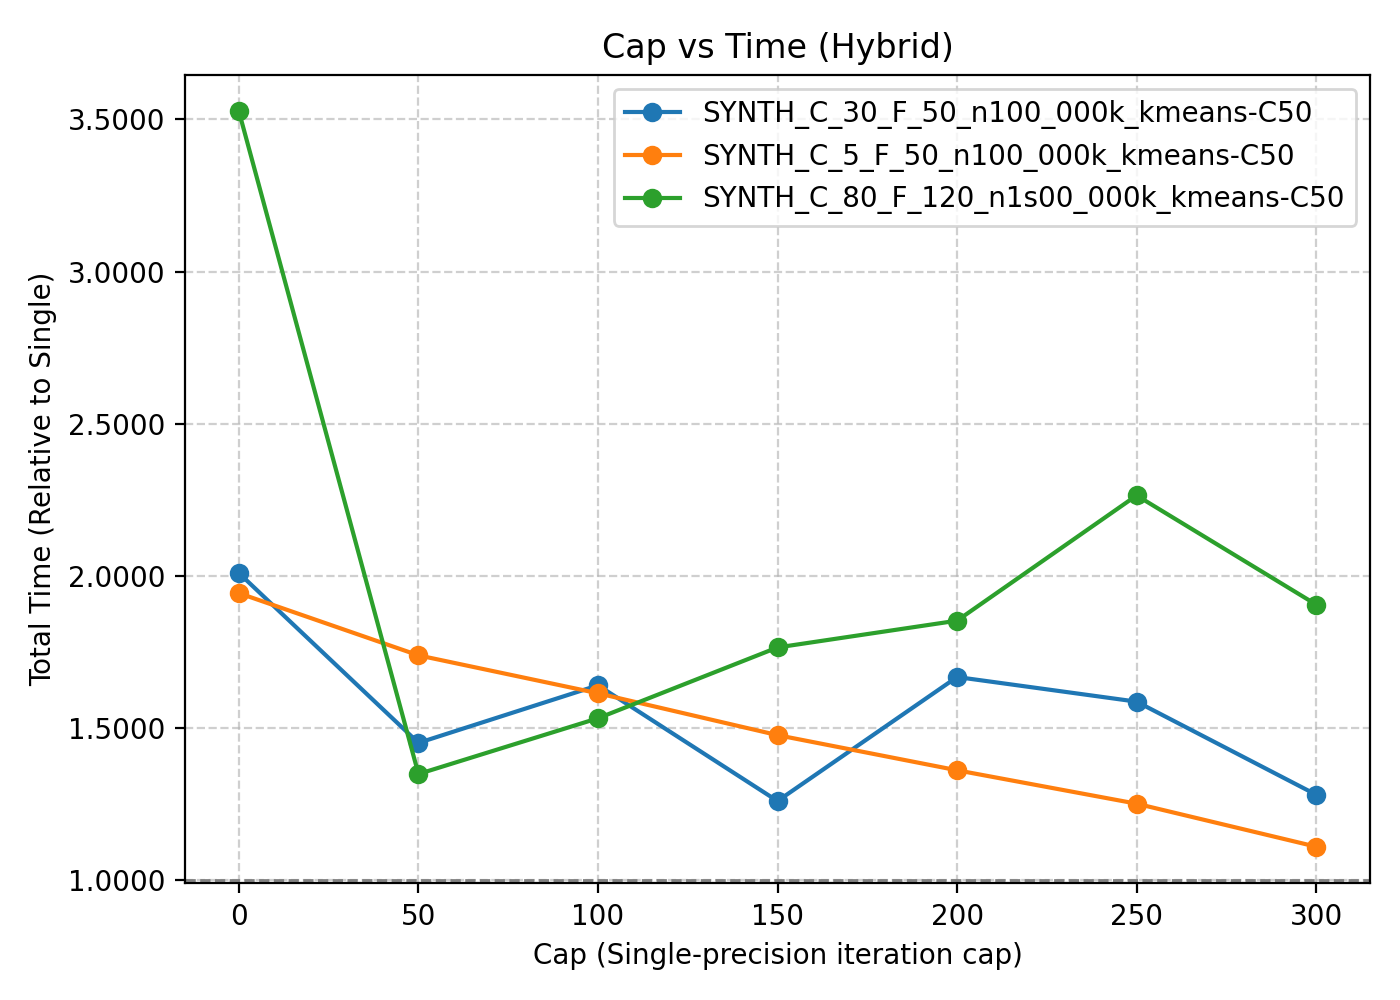 Cap vs Time (Hybrid)
SYNTH_C_30_F_50_n100_000k_kmeans-C50
SYNTH_C_5_F_50_n100_000k_kmeans-C50
SYNTH_C_80_F_120_n1s00_000k_kmeans-C50
Total Time (Relative to Single)
3.5000
3.0000
2.5000
2.0000
1.5000
1.0000
0 50 100 150 200 250 300
Cap (Single-precision iteration cap)